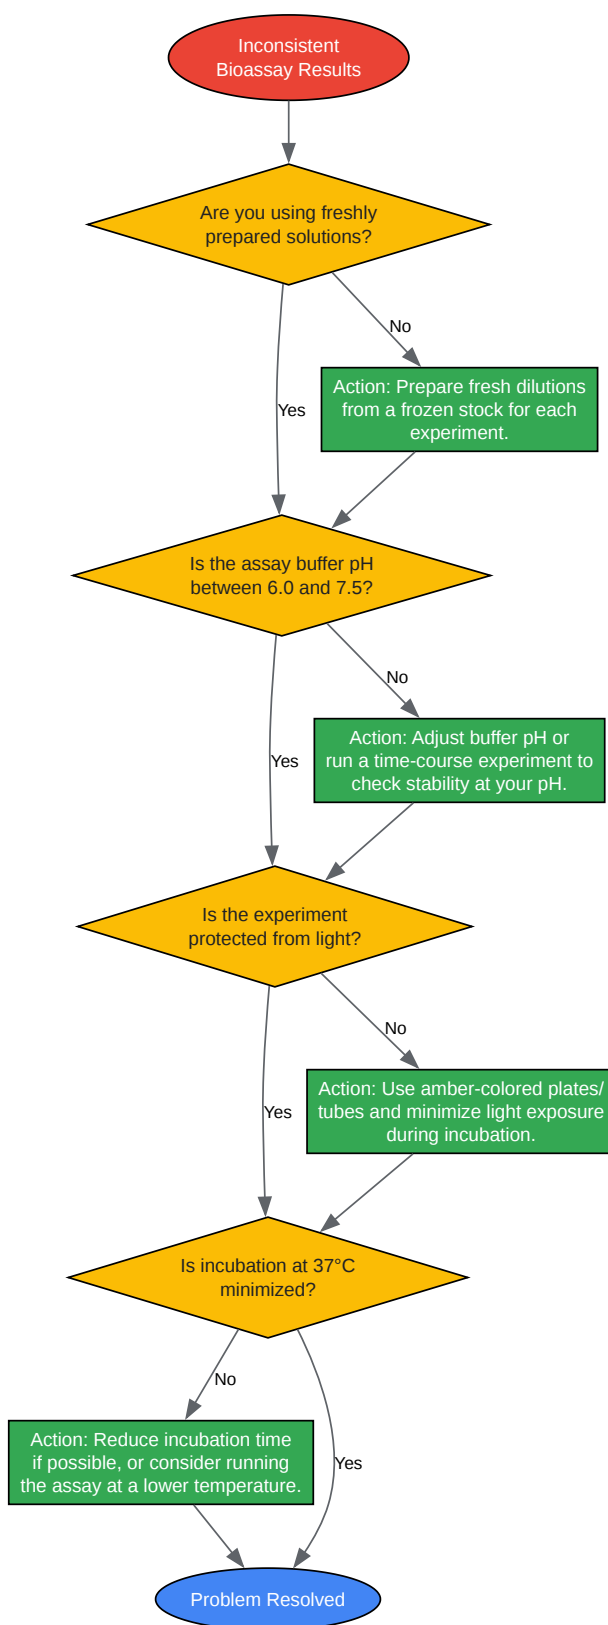 Inconsistent
Bioassay Results
Are you using freshly
prepared solutions?
No
Action: Prepare fresh dilutions
from a frozen stock for each
experiment.
Yes
Is the assay buffer pH
between 6.0 and 7.5?
No
Action: Adjust buffer pH or
run a time-course experiment to
check stability at your pH.
Yes
Is the experiment
protected from light?
No
Action: Use amber-colored plates/
tubes and minimize light exposure
during incubation.
Yes
Is incubation at 37°C
minimized?
No
Action: Reduce incubation time
if possible, or consider running
the assay at a lower temperature.
Yes
Problem Resolved